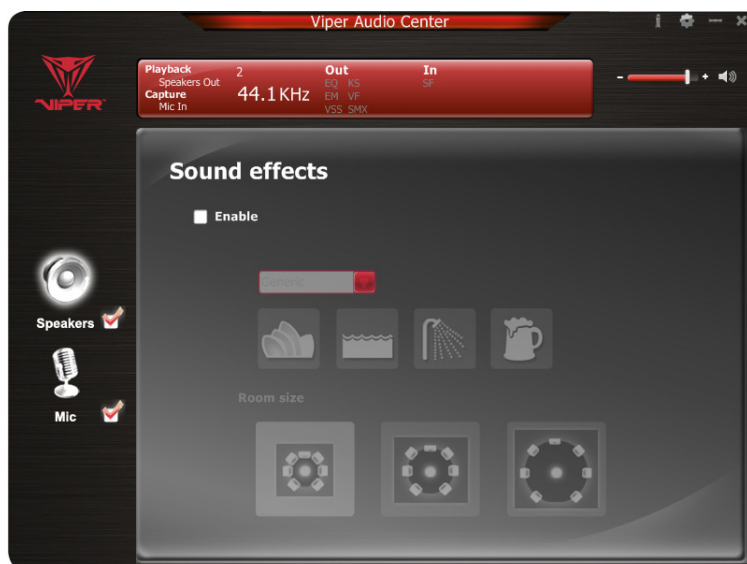 Viper Audio Center
VIPER
Playback 2 Out In
Speakers Out EQ KS SF
Capture 44.1 KHz EM VF
Mic In VSS SMX
Sound effects
Enable
Generic
Speakers
Room size
Mic